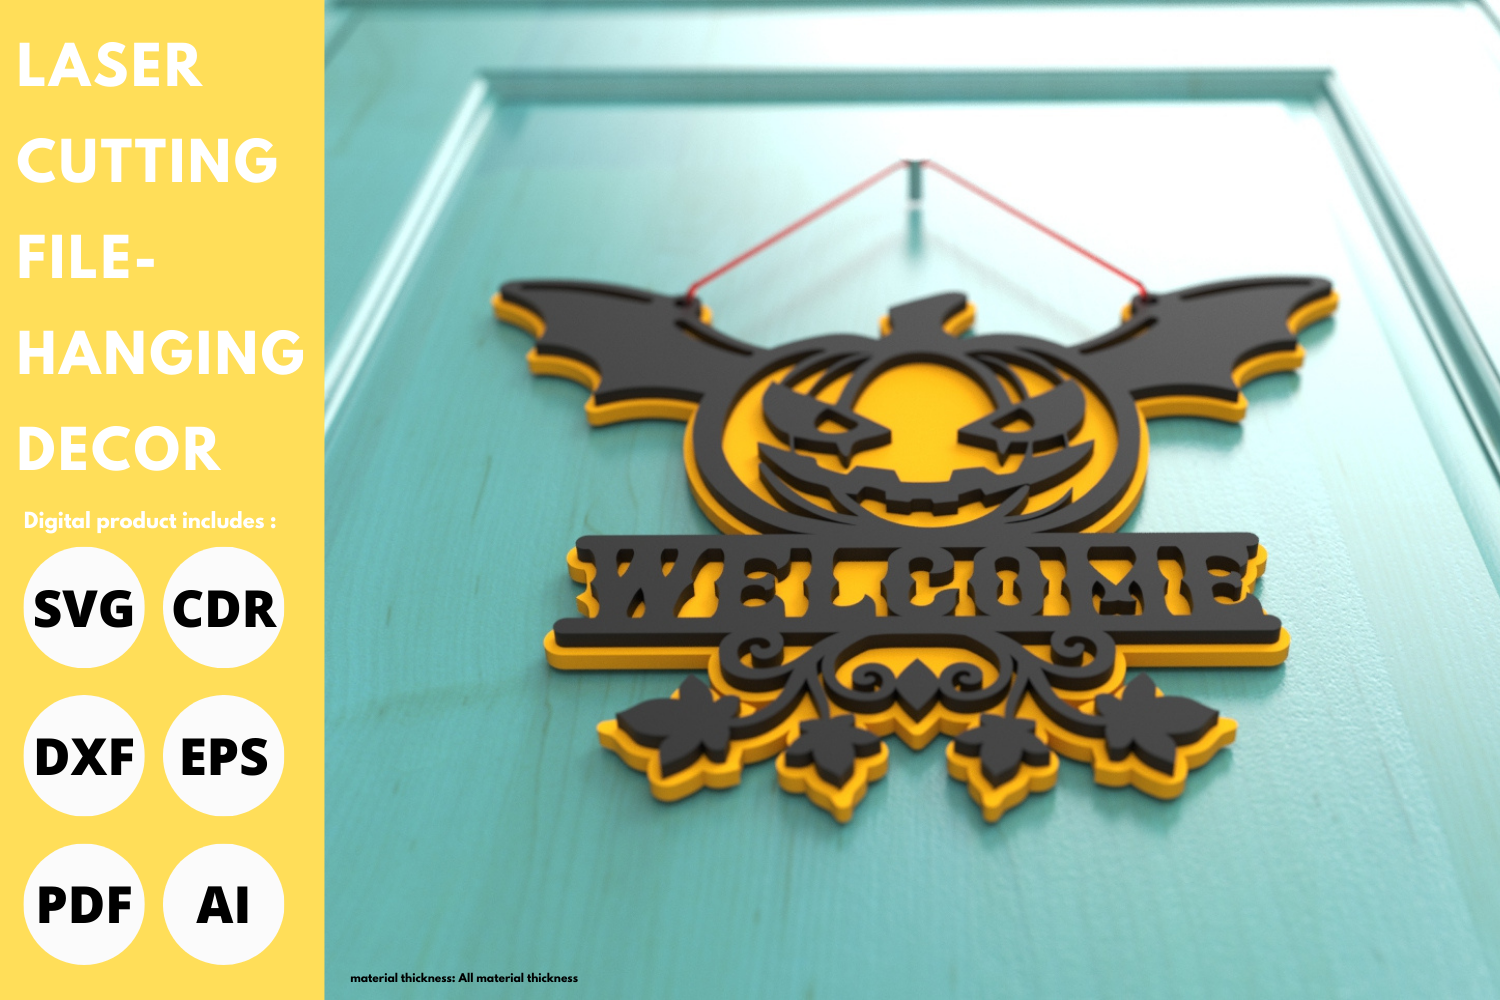 LASER
CUTTING
FILE-
HANGING
DECOR
Digital product includes :
SVG CDR
DXF EPS
PDF AI
WELCOME
material thickness: All material thickness